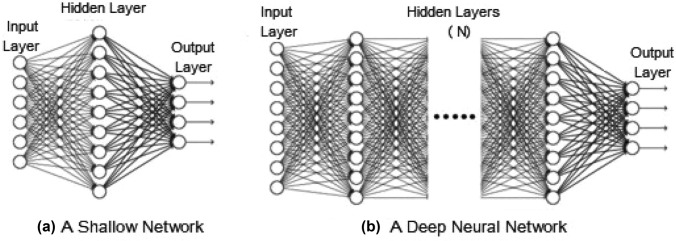 Hidden Layer
Input
Layer
Output
Layer
(a) A Shallow Network
Hidden Layers
( N)
Input
Layer
Output
Layer
(b) A Deep Neural Network